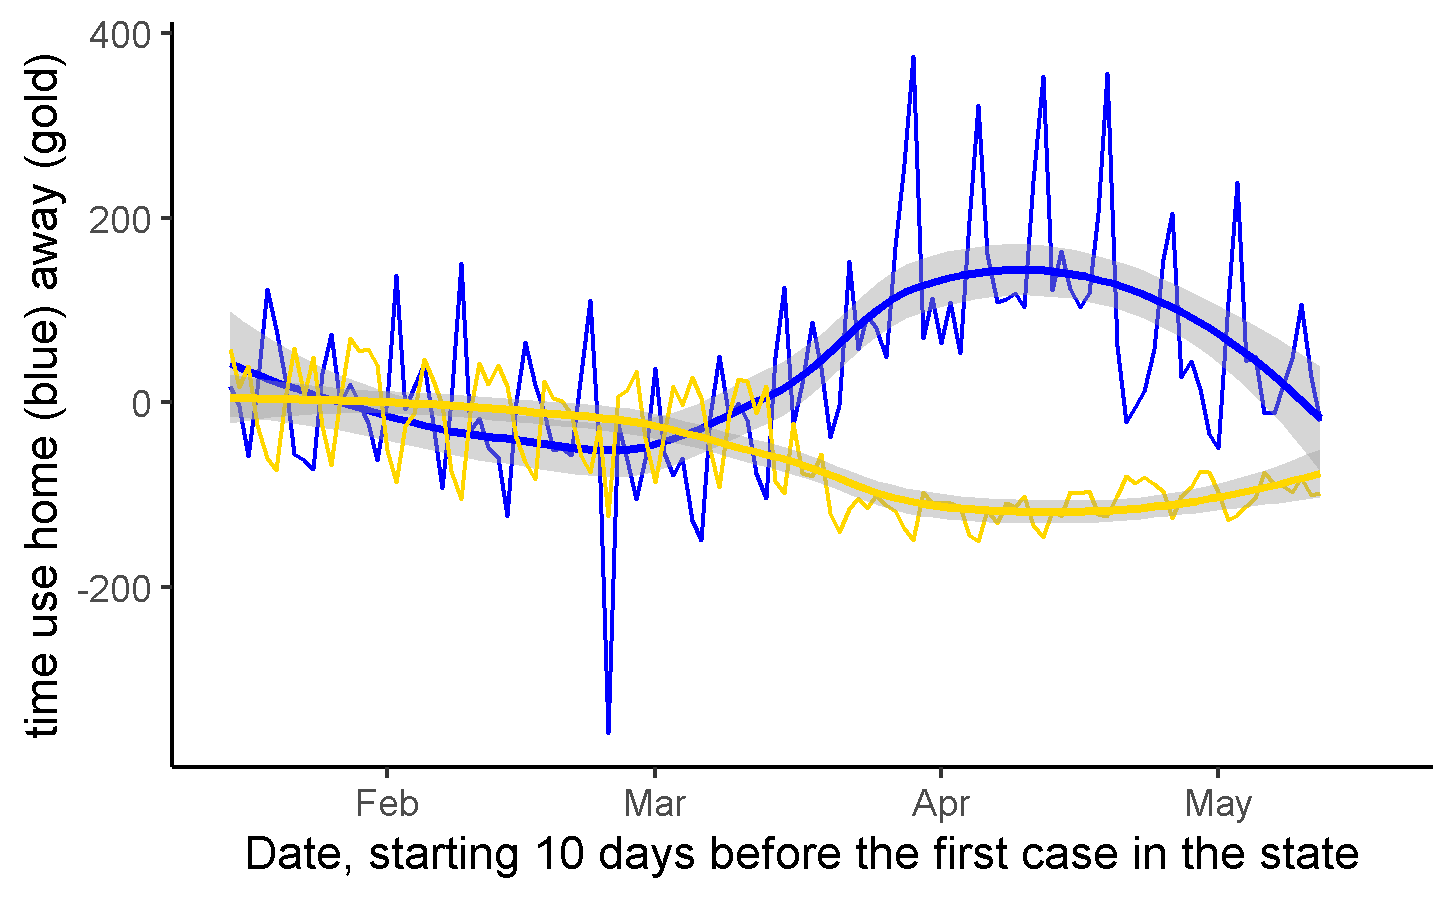 400
200
0
-200
time use home (blue) away (gold)
Feb Mar Apr May
Date, starting 10 days before the first case in the state